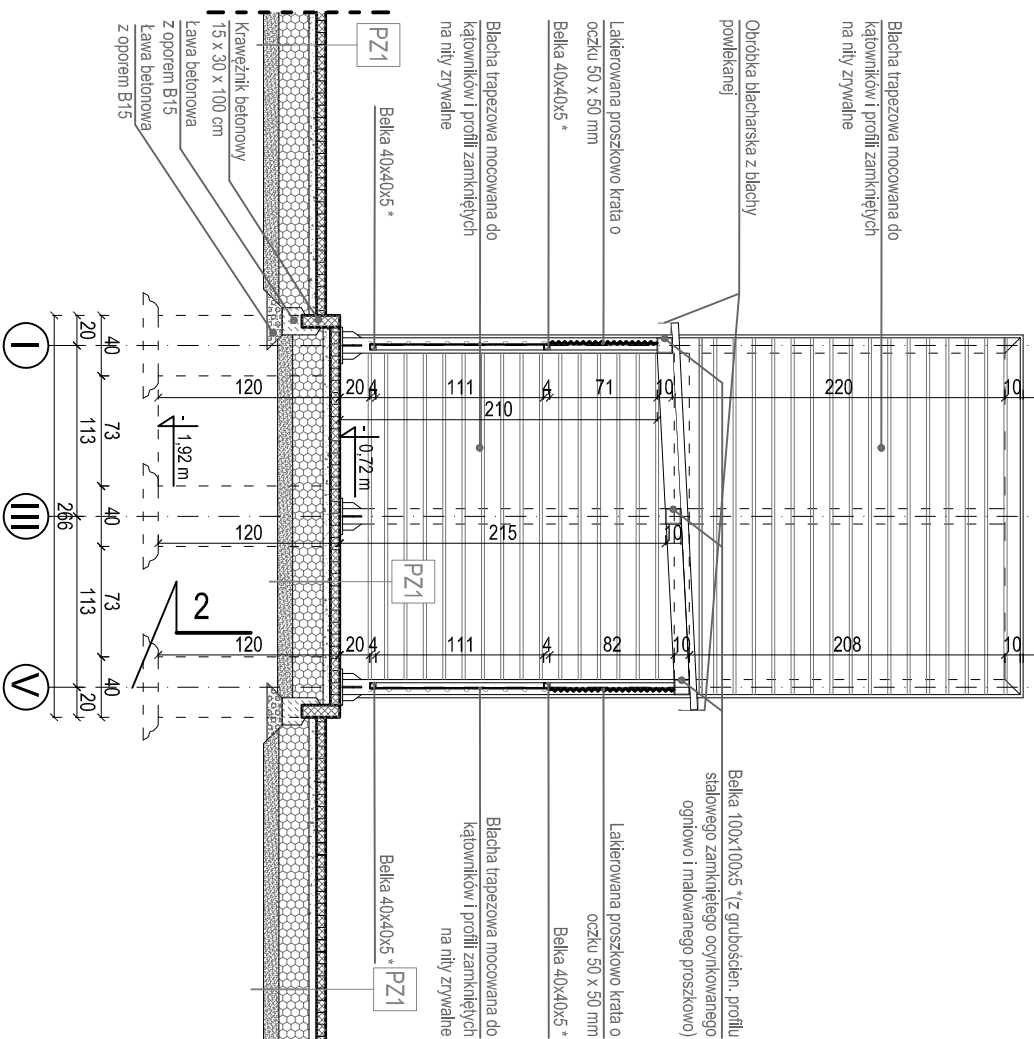 Blacha trapezowa mocowana do
kątowników i profili zamkniętych
na nity zrywalne
Obróbka blacharska z blachy
powlekanej
Lakierowana proszkowo krata o
oczku 50 x 50 mm
Belka 40x40x5 *
Blacha trapezowa mocowana do
kątowników i profili zamkniętych
na nity zrywalne
Belka 40x40x5 *
PZ1
Krawężnik betonowy
15 x 30 x 100 cm
Ława betonowa
z oporem B15
Ława betonowa
z oporem B15
Belka 100x100x5 *(z grubościen. profilu
stalowego zamkniętego ocynkowanego
ogniowo i malowanego proszkowo)
Lakierowana proszkowo krata o
oczku 50 x 50 mm
Belka 40x40x5 *
Blacha trapezowa mocowana do
kątowników i profili zamkniętych
na nity zrywalne
Belka 40x40x5 *
PZ1
PZ1
120
20
4
111
4
71
10
220
10
210
120
20
215
10
120
20
4
111
4
82
10
208
10
- 0,72 m
- 1,92 m
2
40
73
40
73
40
20
113
113
20
266
I
III
V